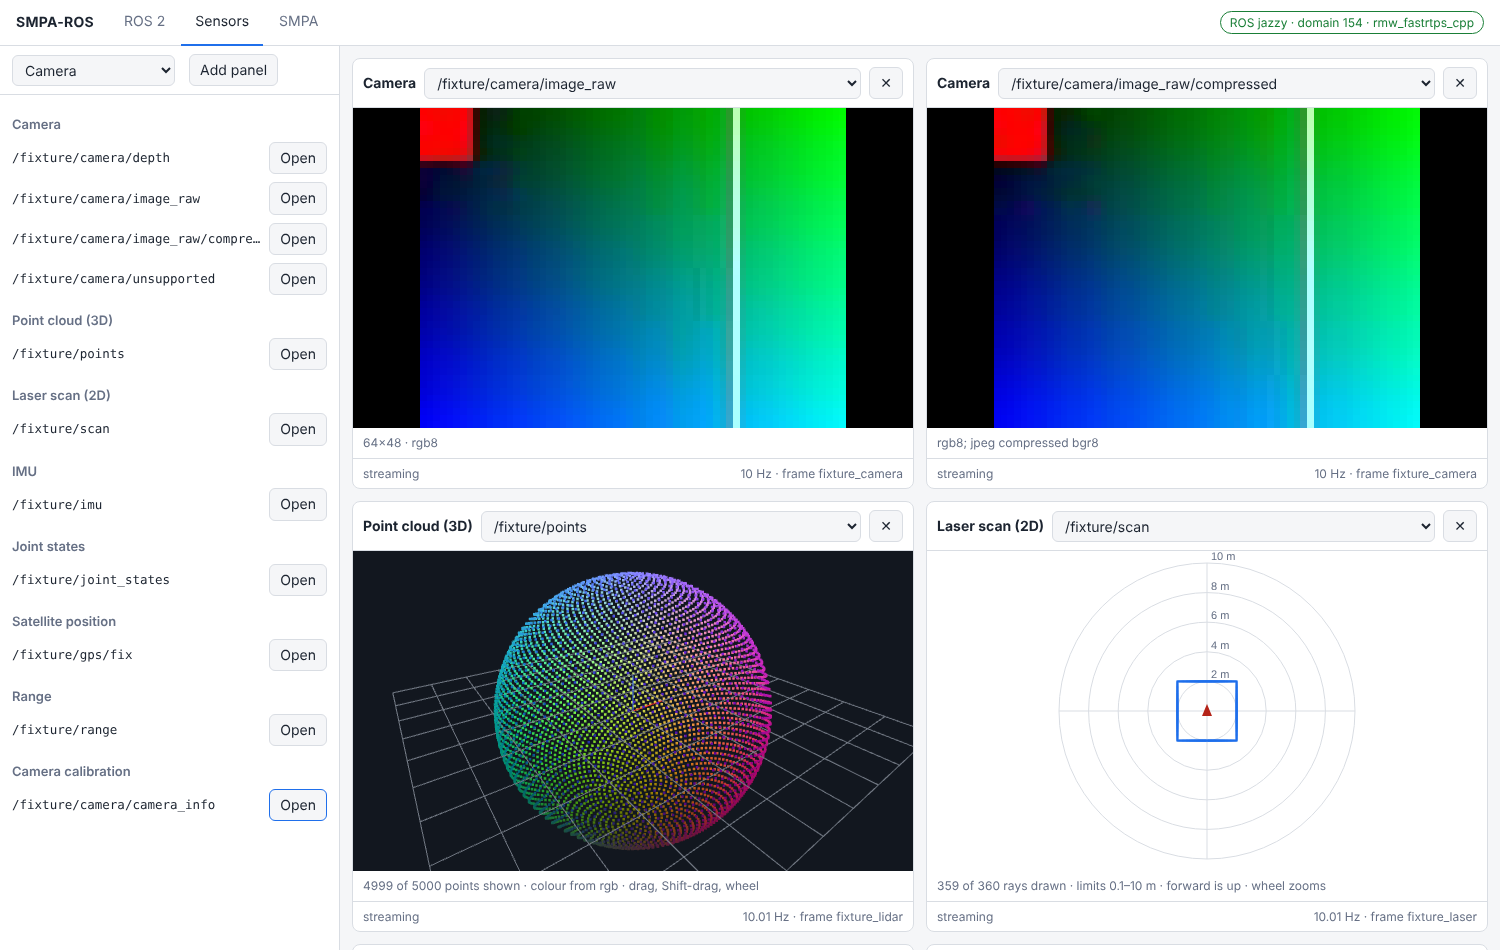 SMPA-ROS ROS 2 Sensors SMPA
ROS jazzy · domain 154 · rmw_fastrtps_cpp
Camera Add panel
Camera
/fixture/camera/depth Open
/fixture/camera/image_raw Open
/fixture/camera/image_raw/compre… Open
/fixture/camera/unsupported Open
Point cloud (3D)
/fixture/points Open
Laser scan (2D)
/fixture/scan Open
IMU
/fixture/imu Open
Joint states
/fixture/joint_states Open
Satellite position
/fixture/gps/fix Open
Range
/fixture/range Open
Camera calibration
/fixture/camera/camera_info Open
Camera /fixture/camera/image_raw ×
64×48 · rgb8
streaming 10 Hz · frame fixture_camera
Camera /fixture/camera/image_raw/compressed ×
rgb8; jpeg compressed bgr8
streaming 10 Hz · frame fixture_camera
Point cloud (3D) /fixture/points ×
4999 of 5000 points shown · colour from rgb · drag, Shift-drag, wheel
streaming 10.01 Hz · frame fixture_lidar
Laser scan (2D) /fixture/scan ×
10 m
8 m
6 m
4 m
2 m
359 of 360 rays drawn · limits 0.1–10 m · forward is up · wheel zooms
streaming 10.01 Hz · frame fixture_laser